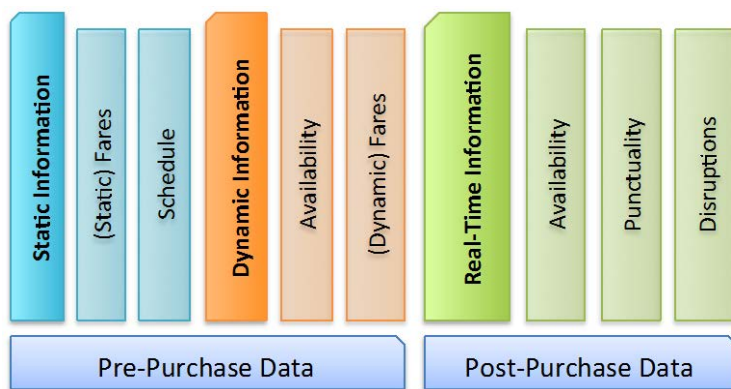 Static Information
(Static) Fares
Schedule
Dynamic Information
Availability
(Dynamic) Fares
Real-Time Information
Availability
Punctuality
Disruptions
Pre-Purchase Data
Post-Purchase Data